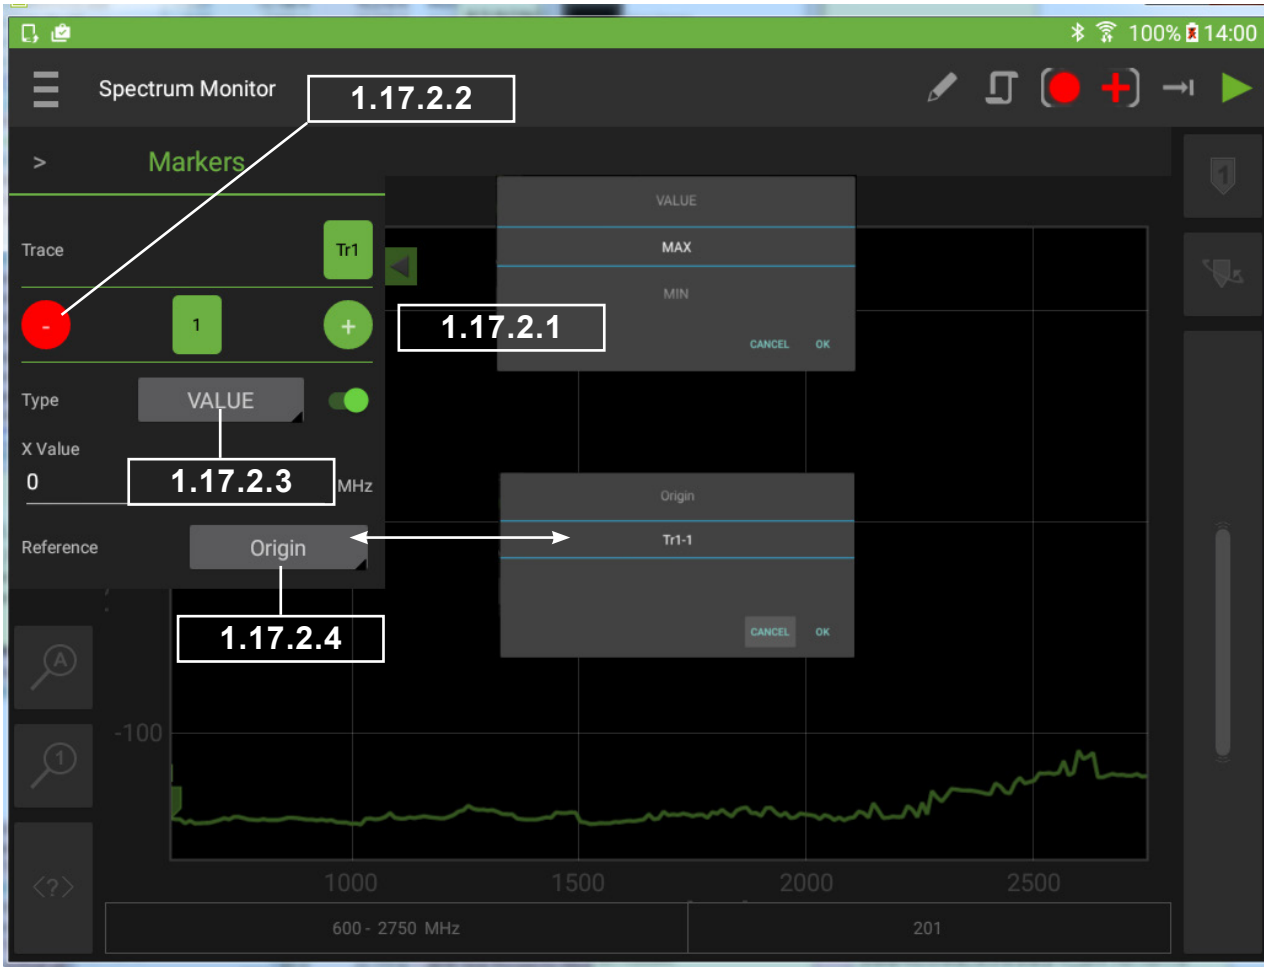 100% 14:00
Spectrum Monitor
1.17.2.2
> Markers
1
VALUE
Trace
Tr1
MAX
MIN
-
1
+
1.17.2.1
CANCEL OK
Type
VALUE
X Value
0
1.17.2.3
MHz
Origin
Reference
Origin
Tr1-1
1.17.2.4
CANCEL OK
A
-100
1
<?>
1000 1500 2000 2500
600 - 2750 MHz
201